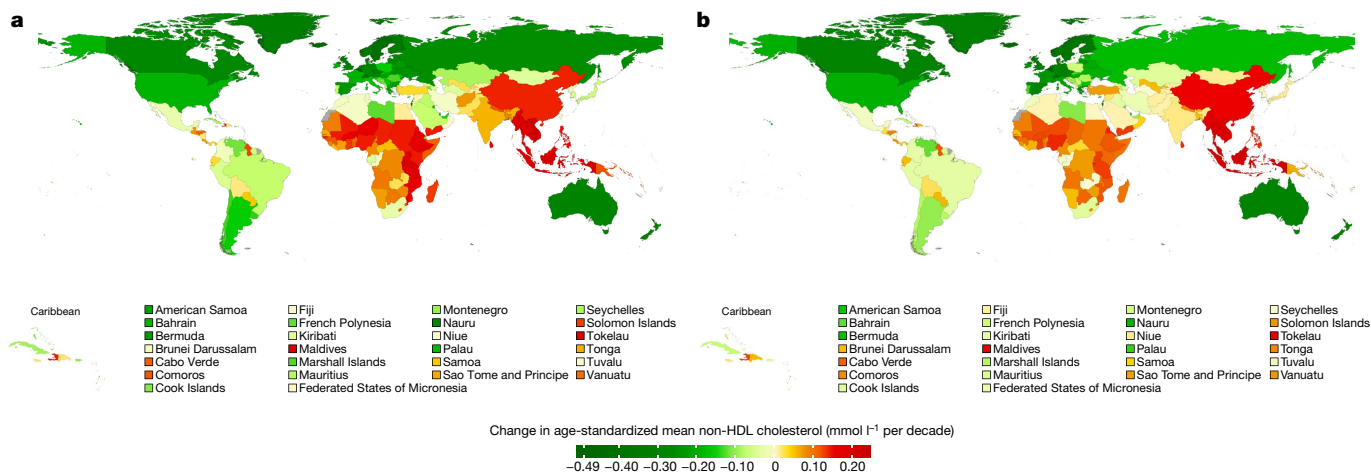 a
b
Caribbean
American Samoa
Bahrain
Bermuda
Brunei Darussalam
Cabo Verde
Comoros
Cook Islands
Fiji
French Polynesia
Kiribati
Maldives
Marshall Islands
Mauritius
Federated States of Micronesia
Montenegro
Nauru
Niue
Palau
Samoa
Sao Tome and Principe
Seychelles
Solomon Islands
Tokelau
Tonga
Tuvalu
Vanuatu
Caribbean
American Samoa
Bahrain
Bermuda
Brunei Darussalam
Cabo Verde
Comoros
Cook Islands
Fiji
French Polynesia
Kiribati
Maldives
Marshall Islands
Mauritius
Federated States of Micronesia
Montenegro
Nauru
Niue
Palau
Samoa
Sao Tome and Principe
Seychelles
Solomon Islands
Tokelau
Tonga
Tuvalu
Vanuatu
Change in age-standardized mean non-HDL cholesterol (mmol l⁻¹ per decade)
−0.49 −0.40 −0.30 −0.20 −0.10 0 0.10 0.20